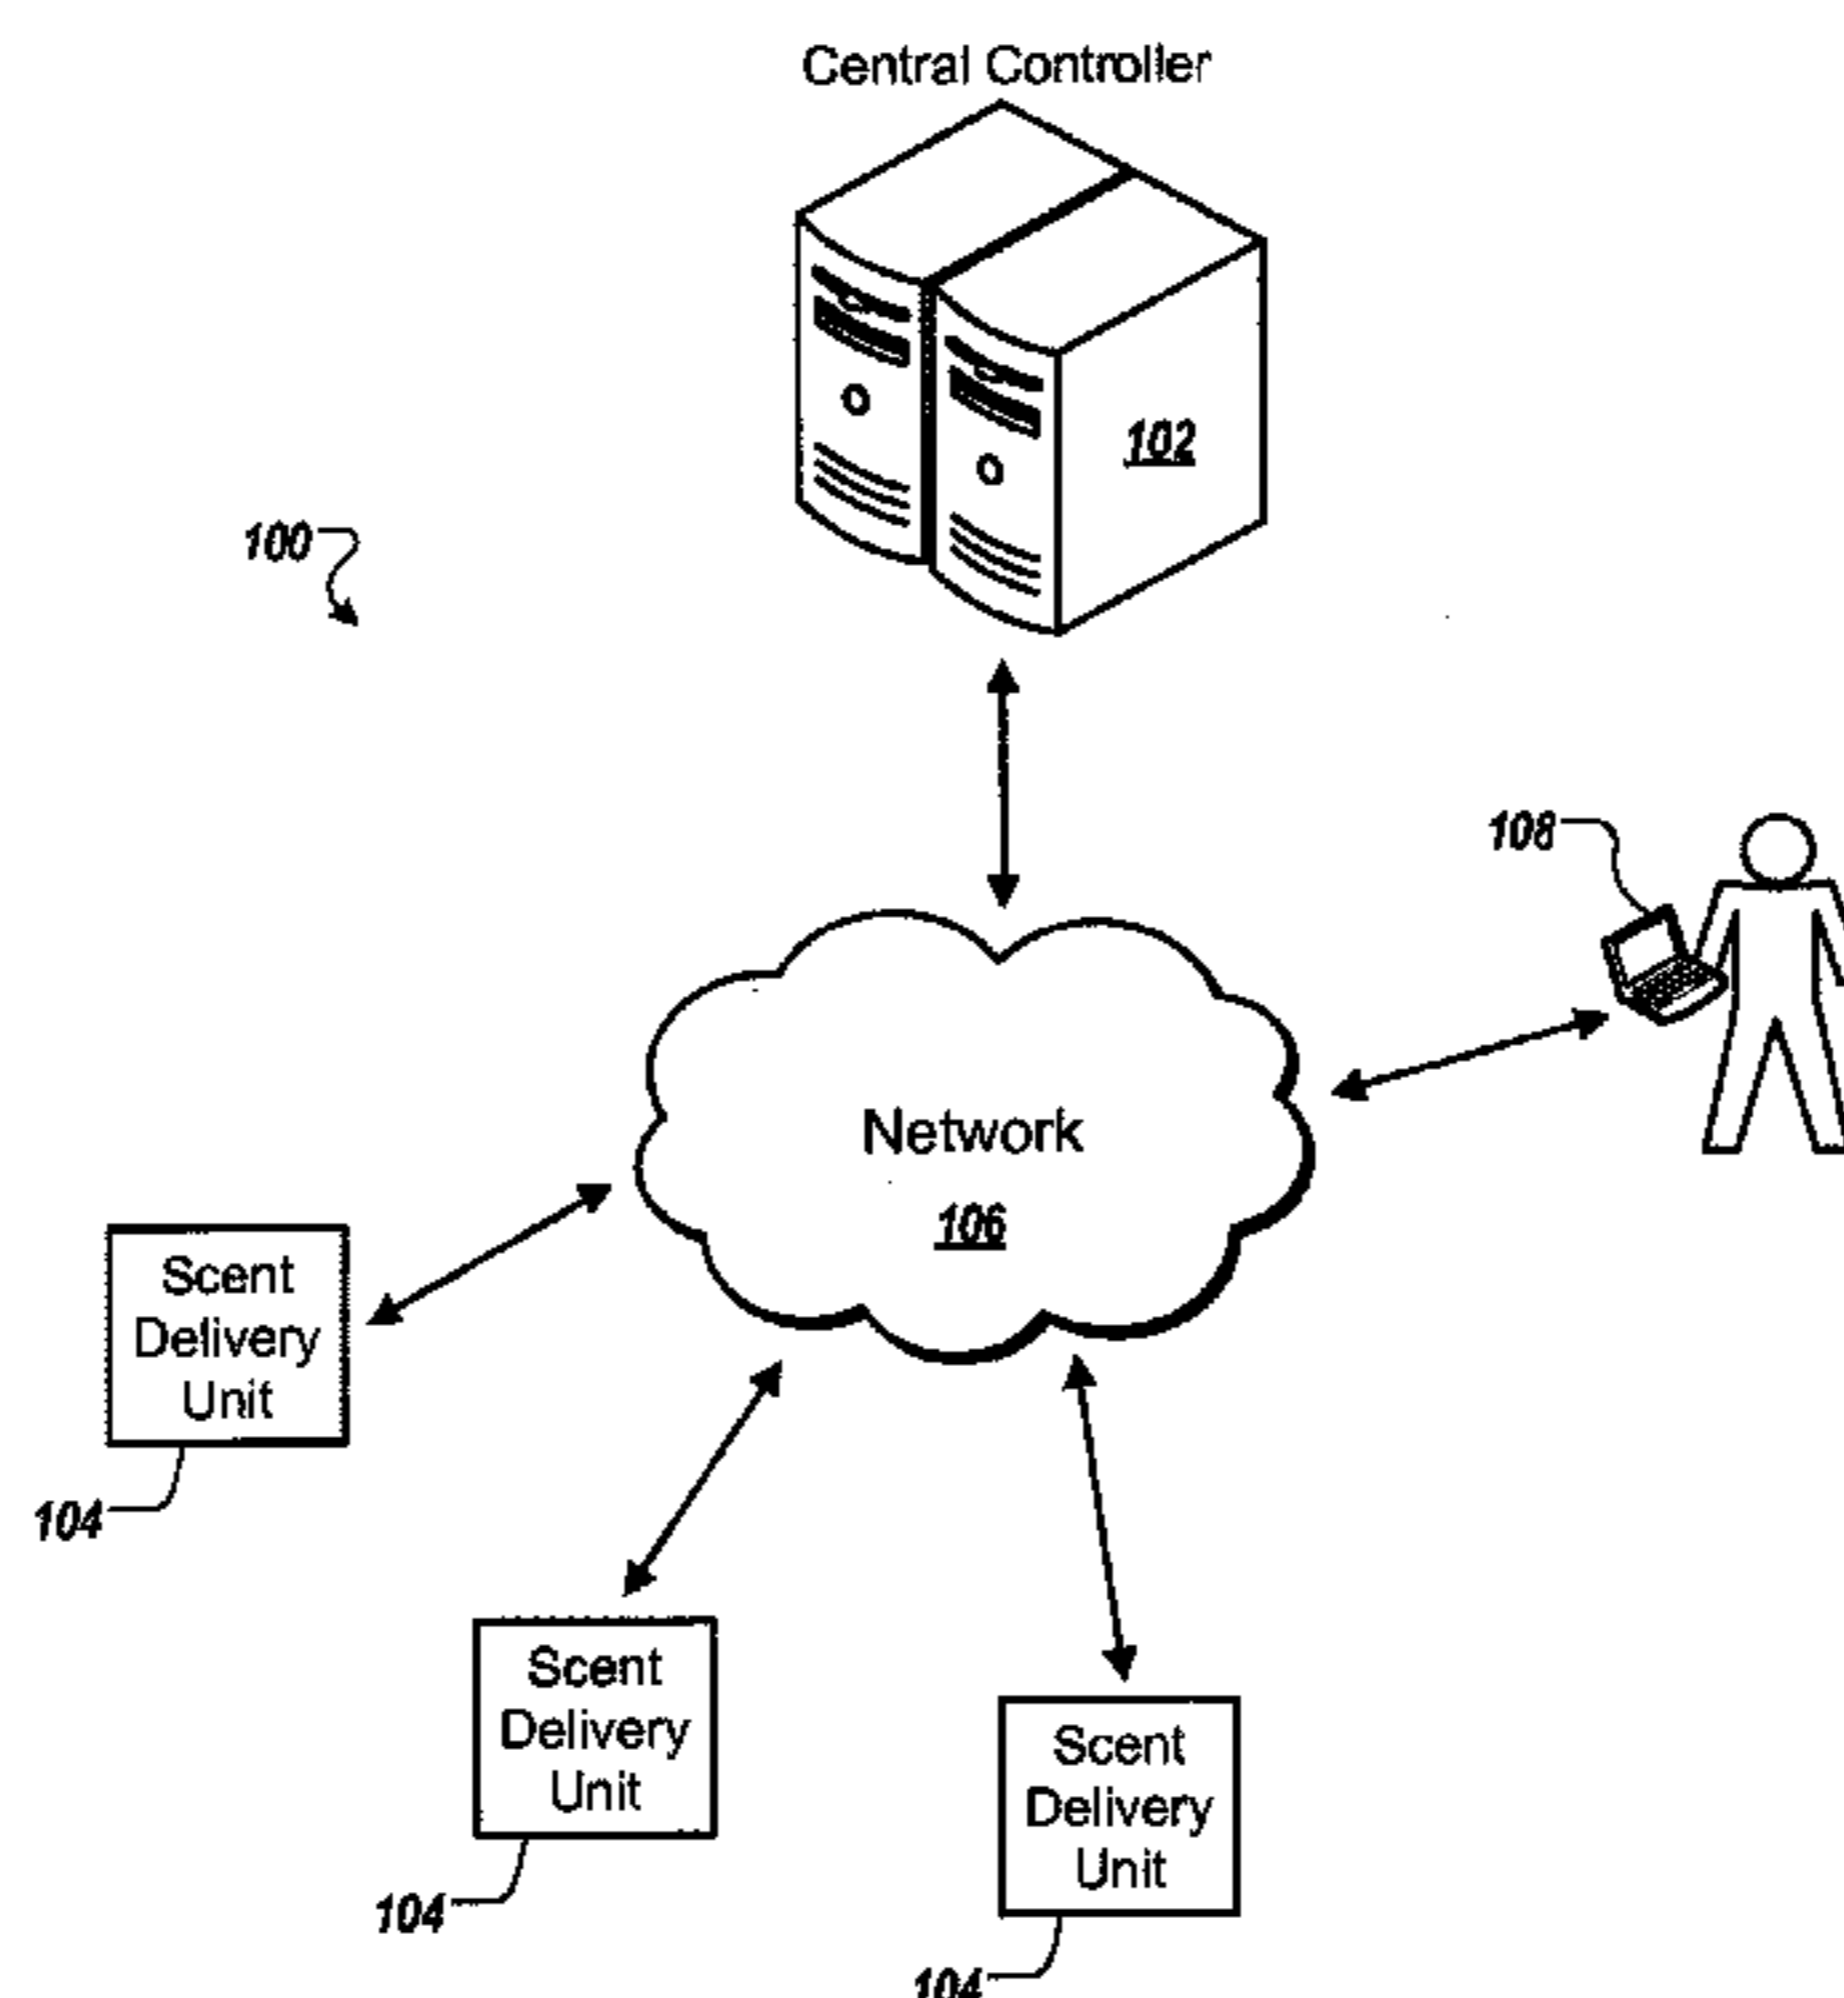 Central Controller
102
100
108
Network
106
Scent
Delivery
Unit
104
Scent
Delivery
Unit
104
Scent
Delivery
Unit
104